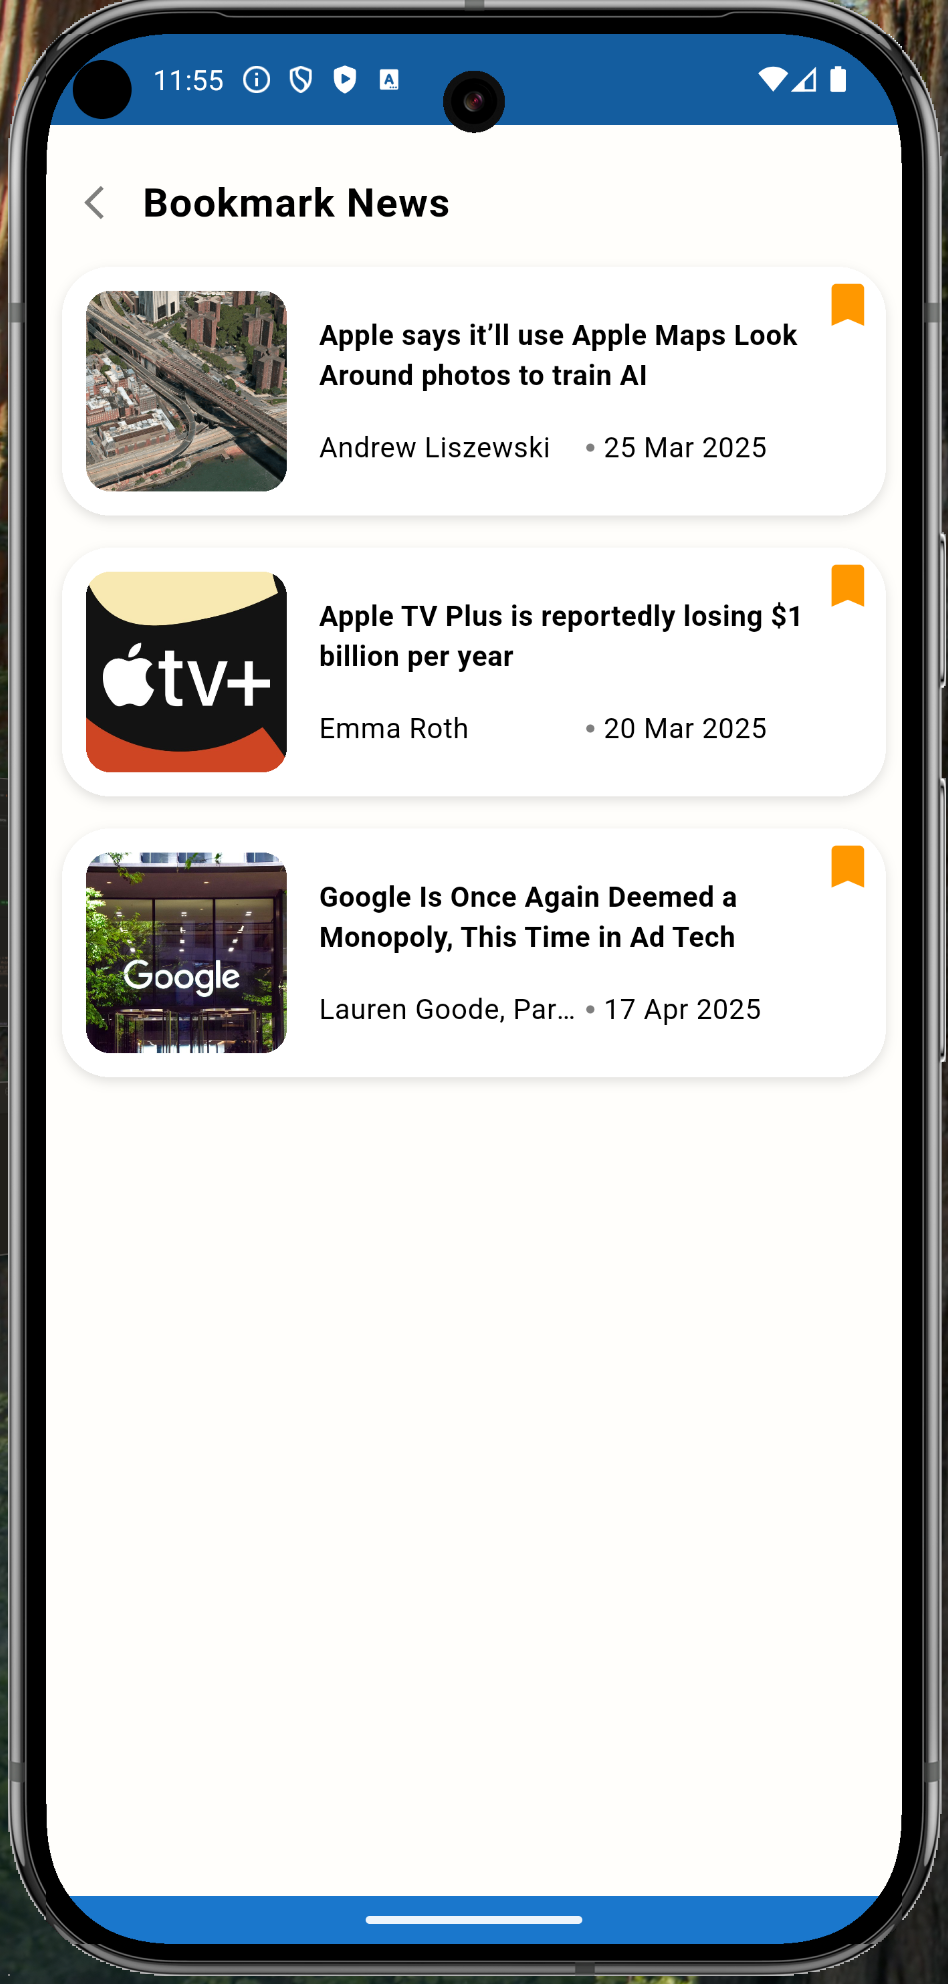 11:55
Bookmark News
Apple says it’ll use Apple Maps Look
Around photos to train AI
Andrew Liszewski • 25 Mar 2025
tv+
Apple TV Plus is reportedly losing $1
billion per year
Emma Roth • 20 Mar 2025
Google
Google Is Once Again Deemed a
Monopoly, This Time in Ad Tech
Lauren Goode, Par... • 17 Apr 2025